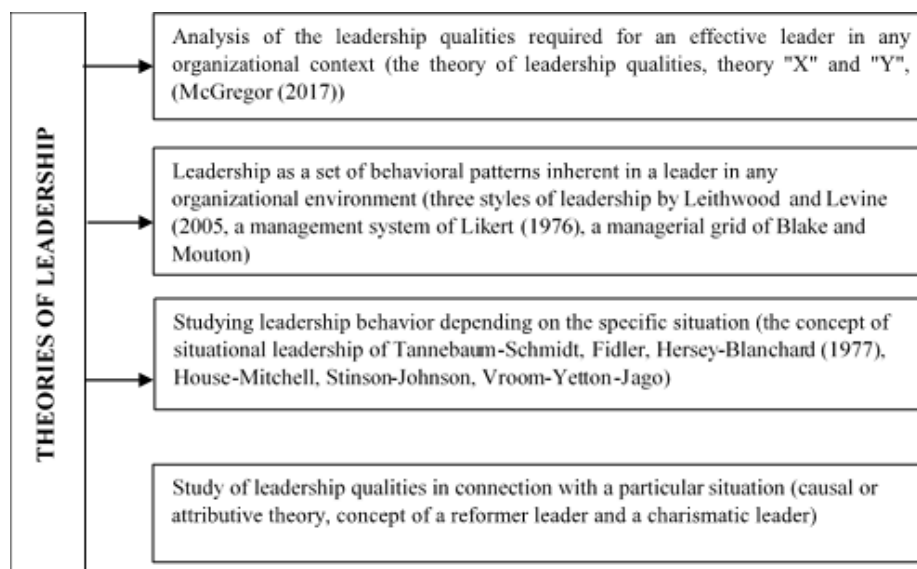 THEORIES OF LEADERSHIP
Analysis of the leadership qualities required for an effective leader in any
organizational context (the theory of leadership qualities, theory "X" and "Y",
(McGregor (2017))
Leadership as a set of behavioral patterns inherent in a leader in any
organizational environment (three styles of leadership by Leithwood and Levine
(2005, a management system of Likert (1976), a managerial grid of Blake and
Mouton)
Studying leadership behavior depending on the specific situation (the concept of
situational leadership of Tannebaum-Schmidt, Fidler, Hersey-Blanchard (1977),
House-Mitchell, Stinson-Johnson, Vroom-Yetton-Jago)
Study of leadership qualities in connection with a particular situation (causal or
attributive theory, concept of a reformer leader and a charismatic leader)